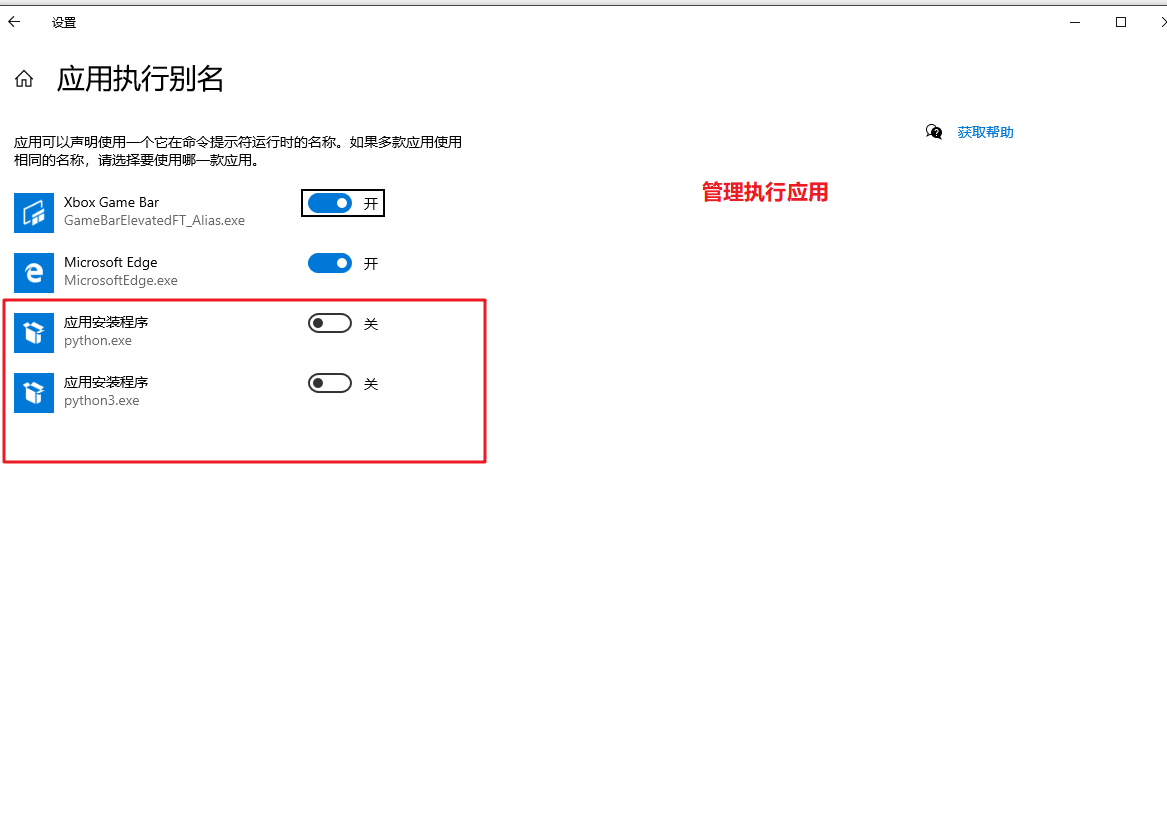 设置
应用执行别名
应用可以声明使用一个它在命令提示符运行时的名称。如果多款应用使用
相同的名称，请选择要使用哪一款应用。
获取帮助
管理执行应用
Xbox Game Bar
GameBarElevatedFT_Alias.exe
开
Microsoft Edge
MicrosoftEdge.exe
开
应用安装程序
python.exe
关
应用安装程序
python3.exe
关